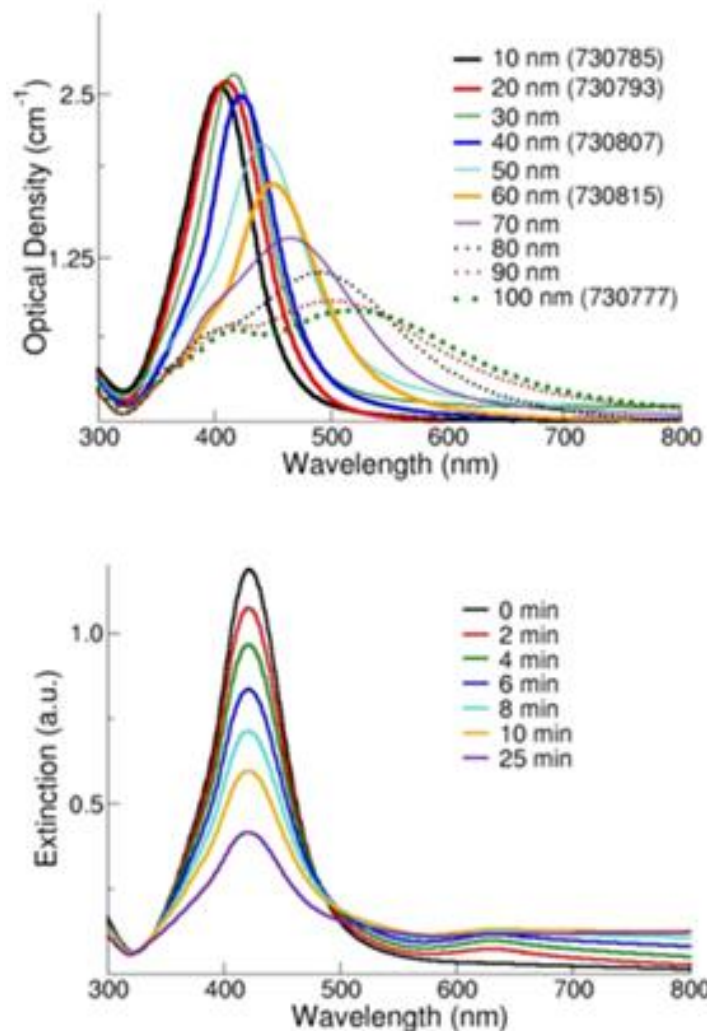 Optical Density (cm⁻¹)
2.5
1.25
10 nm (730785)
20 nm (730793)
30 nm
40 nm (730807)
50 nm
60 nm (730815)
70 nm
80 nm
90 nm
100 nm (730777)
300 400 500 600 700 800
Wavelength (nm)
Extinction (a.u.)
1.0
0.5
0 min
2 min
4 min
6 min
8 min
10 min
25 min
300 400 500 600 700 800
Wavelength (nm)